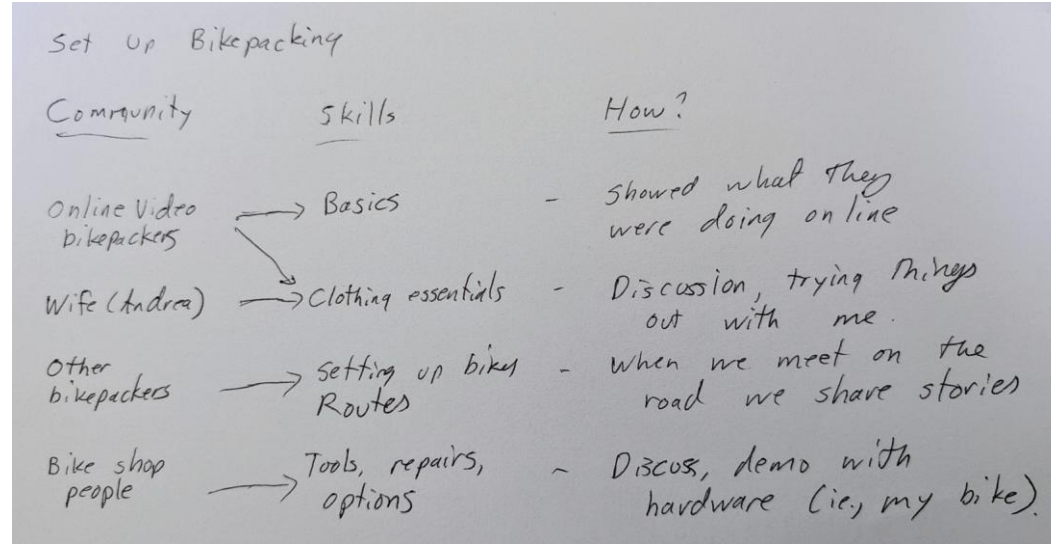 Set Up Bikepacking
Community Skills How?
Online Video → Basics - Showed what they
bikepackers were doing online
Wife (Andrea) → Clothing essentials - Discussion, trying things
out with me.
Other → Setting up bikes - When we meet on the
bikepackers Routes road we share stories
Bike shop → Tools, repairs, - Discuss, demo with
people options hardware (ie., my bike).